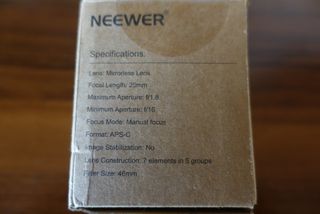 NEEWER®
Specifications:
Lens: Mirrorless Lens
Focal Length: 25mm
Maximum Aperture: f/1.8
Minimum Aperture: f/16
Focus Mode: Manual focus
Format: APS-C
Image Stabilization: No
Lens Construction: 7 elements in 5 groups
Filter Size: 46mm